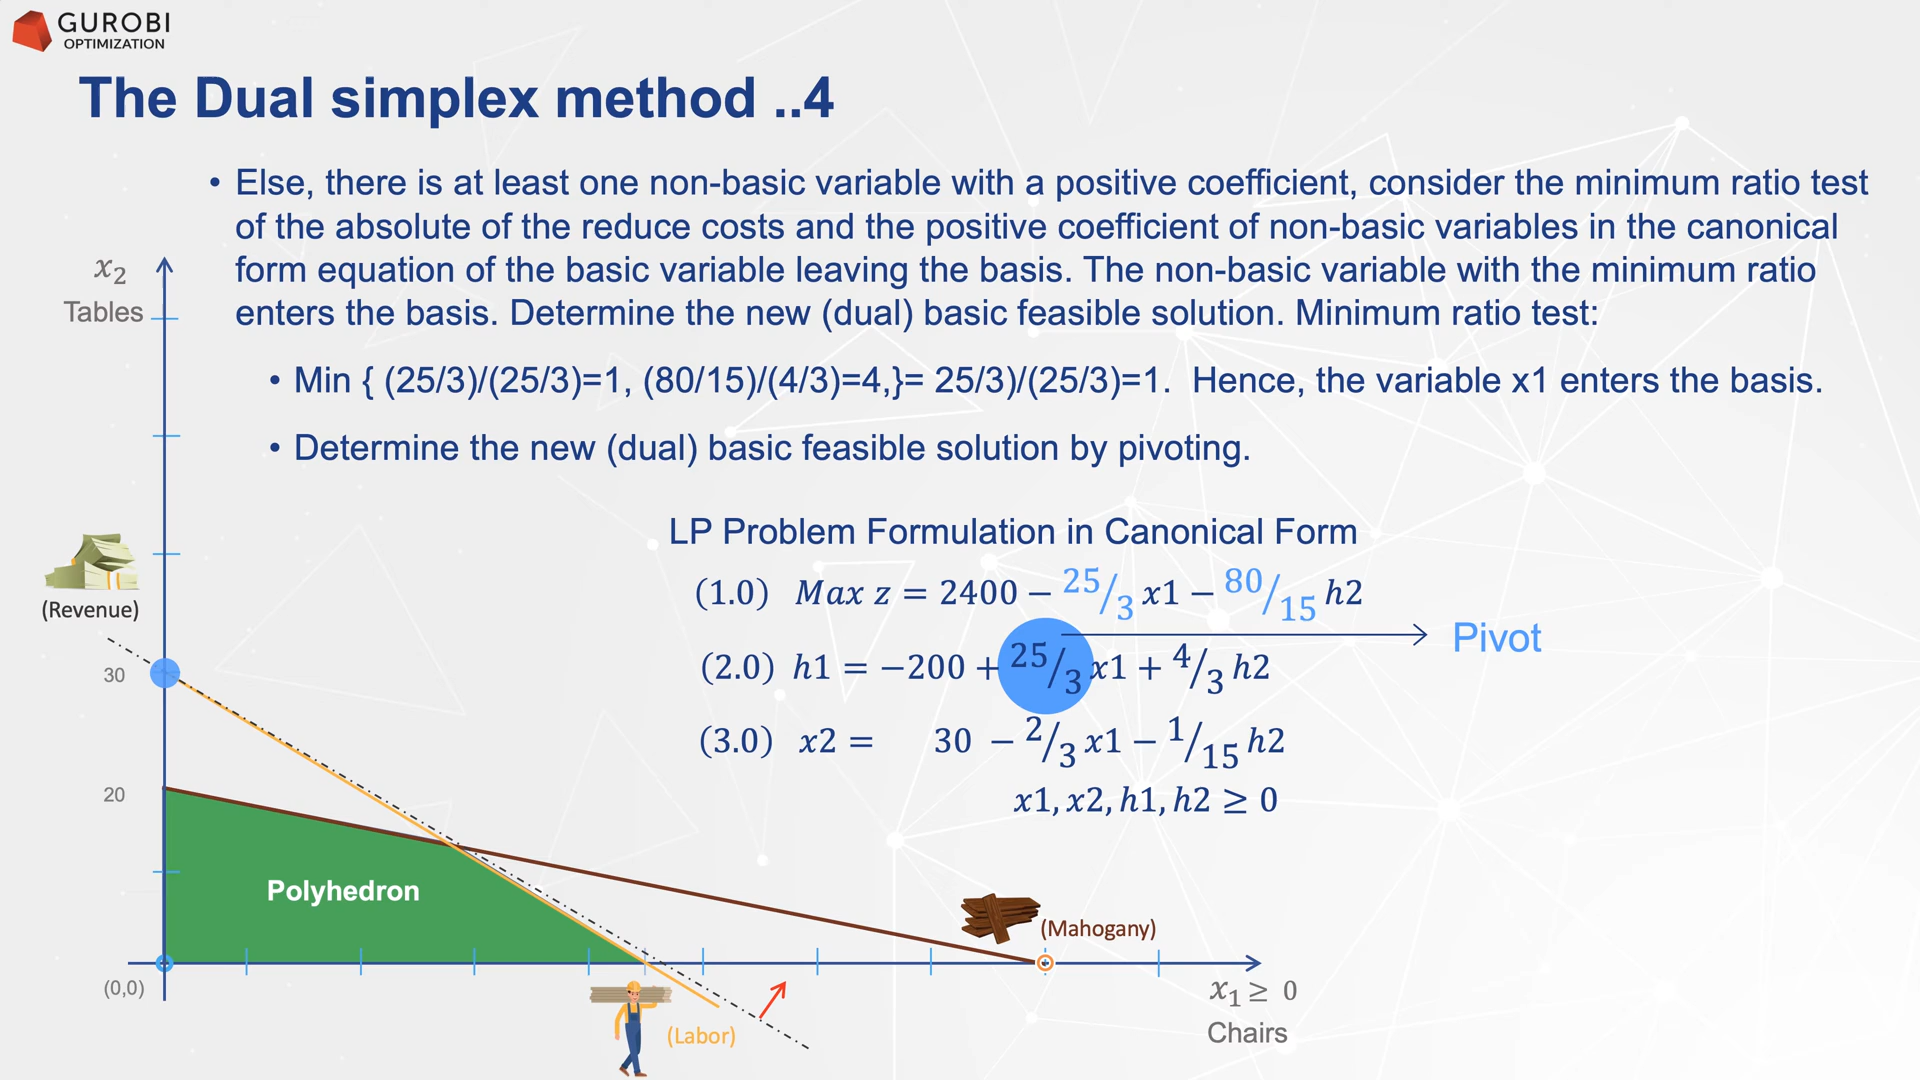 GUROBI
OPTIMIZATION
The Dual simplex method ..4
• Else, there is at least one non-basic variable with a positive coefficient, consider the minimum ratio test
of the absolute of the reduce costs and the positive coefficient of non-basic variables in the canonical
form equation of the basic variable leaving the basis. The non-basic variable with the minimum ratio
enters the basis. Determine the new (dual) basic feasible solution. Minimum ratio test:
• Min { (25/3)/(25/3)=1, (80/15)/(4/3)=4,}= 25/3)/(25/3)=1.  Hence, the variable x1 enters the basis.
• Determine the new (dual) basic feasible solution by pivoting.
LP Problem Formulation in Canonical Form
(1.0) Max z = 2400 − 25/3 x1 − 80/15 h2
(2.0) h1 = −200 + 25/3 x1 + 4/3 h2
Pivot
(3.0) x2 = 30 − 2/3 x1 − 1/15 h2
x1, x2, h1, h2 ≥ 0
x2
Tables
(Revenue)
30
20
Polyhedron
(0,0)
(Mahogany)
(Labor)
x1 ≥ 0
Chairs